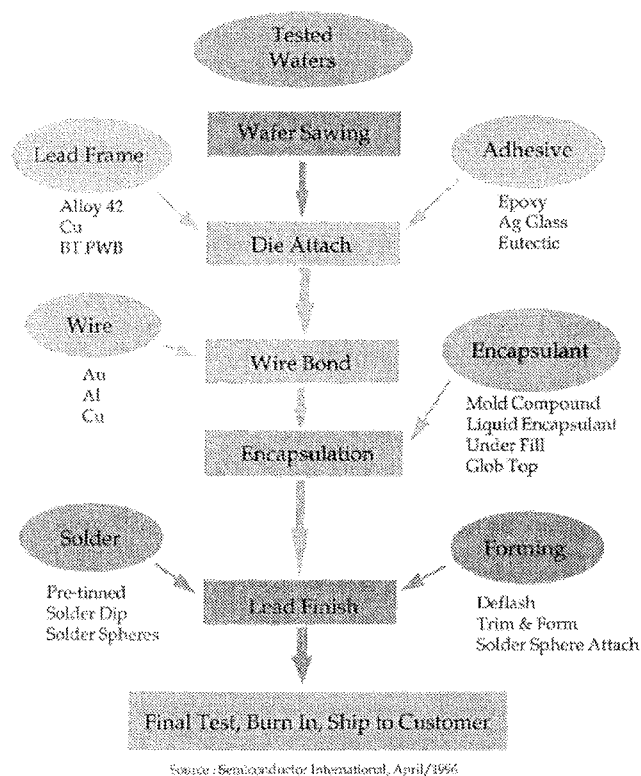 Tested
Wafers
Wafer Sawing
Lead Frame
Alloy 42
Cu
BT PWB
Adhesive
Epoxy
Ag Glass
Eutectic
Die Attach
Wire
Au
Al
Cu
Wire Bond
Encapsulant
Mold Compound
Liquid Encapsulant
Under Fill
Glob Top
Encapsulation
Solder
Pre-tinned
Solder Dip
Solder Spheres
Forming
Deflash
Trim & Form
Solder Sphere Attach
Lead Finish
Final Test, Burn In, Ship to Customer
Source : Semiconductor International, April/1996